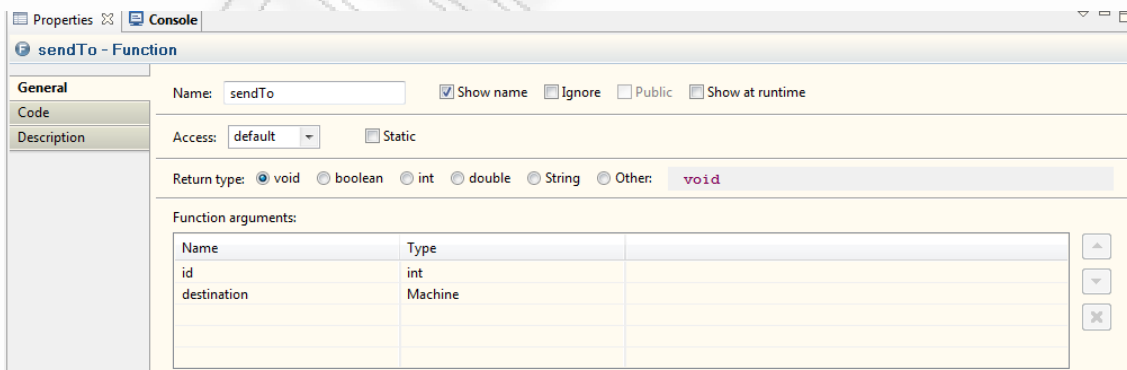 Properties Console
sendTo - Function
General
Code
Description
Name: sendTo Show name Ignore Public Show at runtime
Access: default Static
Return type: void boolean int double String Other: void
Function arguments:
Name Type
id int
destination Machine